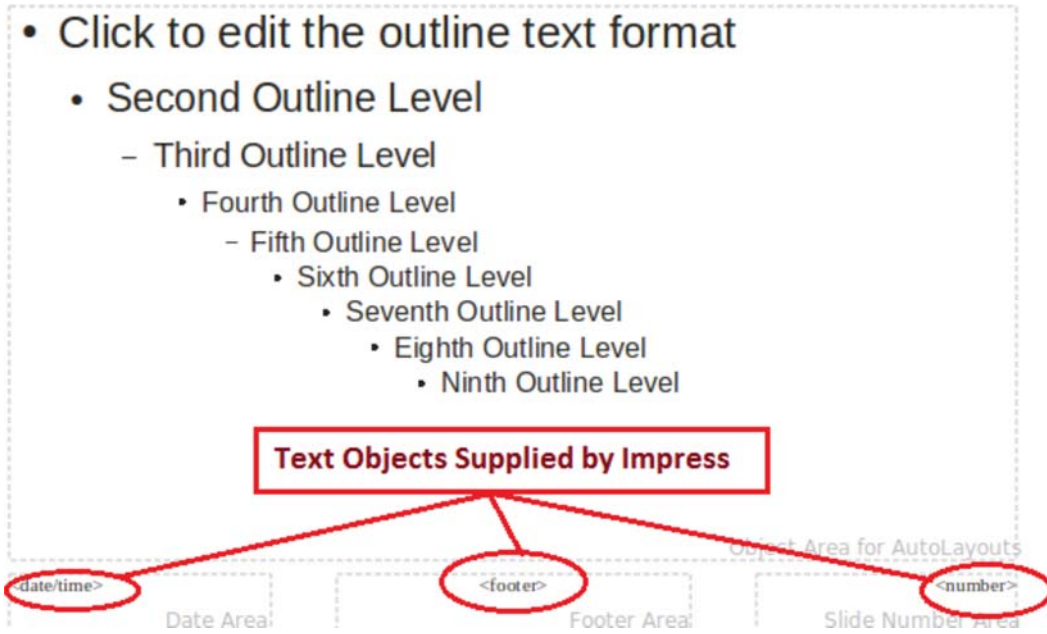 • Click to edit the outline text format
• Second Outline Level
– Third Outline Level
• Fourth Outline Level
– Fifth Outline Level
• Sixth Outline Level
• Seventh Outline Level
• Eighth Outline Level
• Ninth Outline Level
Text Objects Supplied by Impress
Object Area for AutoLayouts
<date/time> <footer> <number>
Date Area Footer Area Slide Number Area